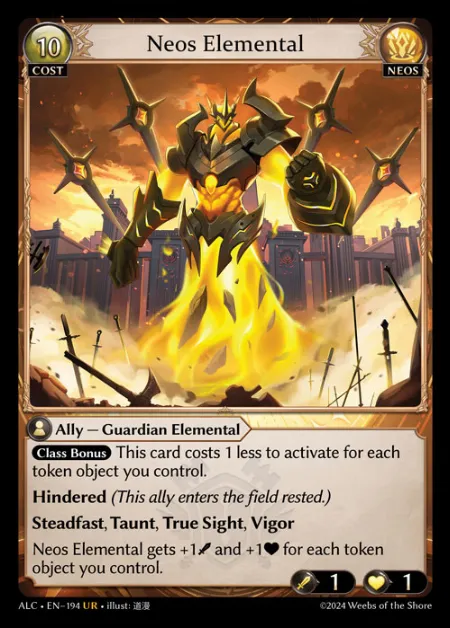 10
Neos Elemental
COST
NEOS
Ally — Guardian Elemental
Class Bonus This card costs 1 less to activate for each
token object you control.
Hindered (This ally enters the field rested.)
Steadfast, Taunt, True Sight, Vigor
Neos Elemental gets +1 and +1 for each token
object you control.
1
1
ALC • EN–194 UR • illust: 道漫
©2024 Weebs of the Shore